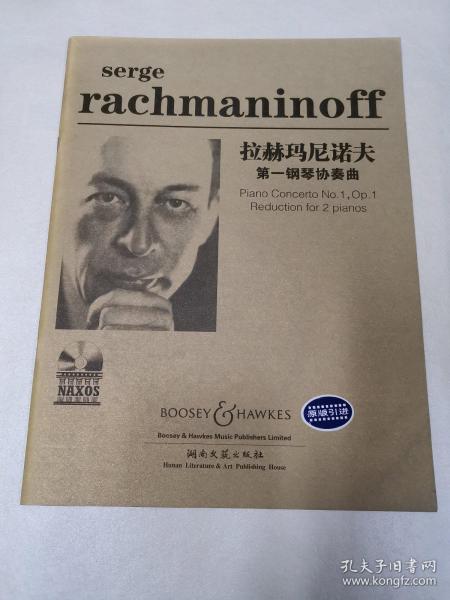 serge
rachmaninoff
拉赫玛尼诺夫
第一钢琴协奏曲
Piano Concerto No.1, Op.1
Reduction for 2 pianos
NAXOS
BOOSEY & HAWKES
原版引进
Boosey & Hawkes Music Publishers Limited
湖南文艺出版社
Hunan Literature & Art Publishing House
孔夫子旧书网
www.kongfz.com